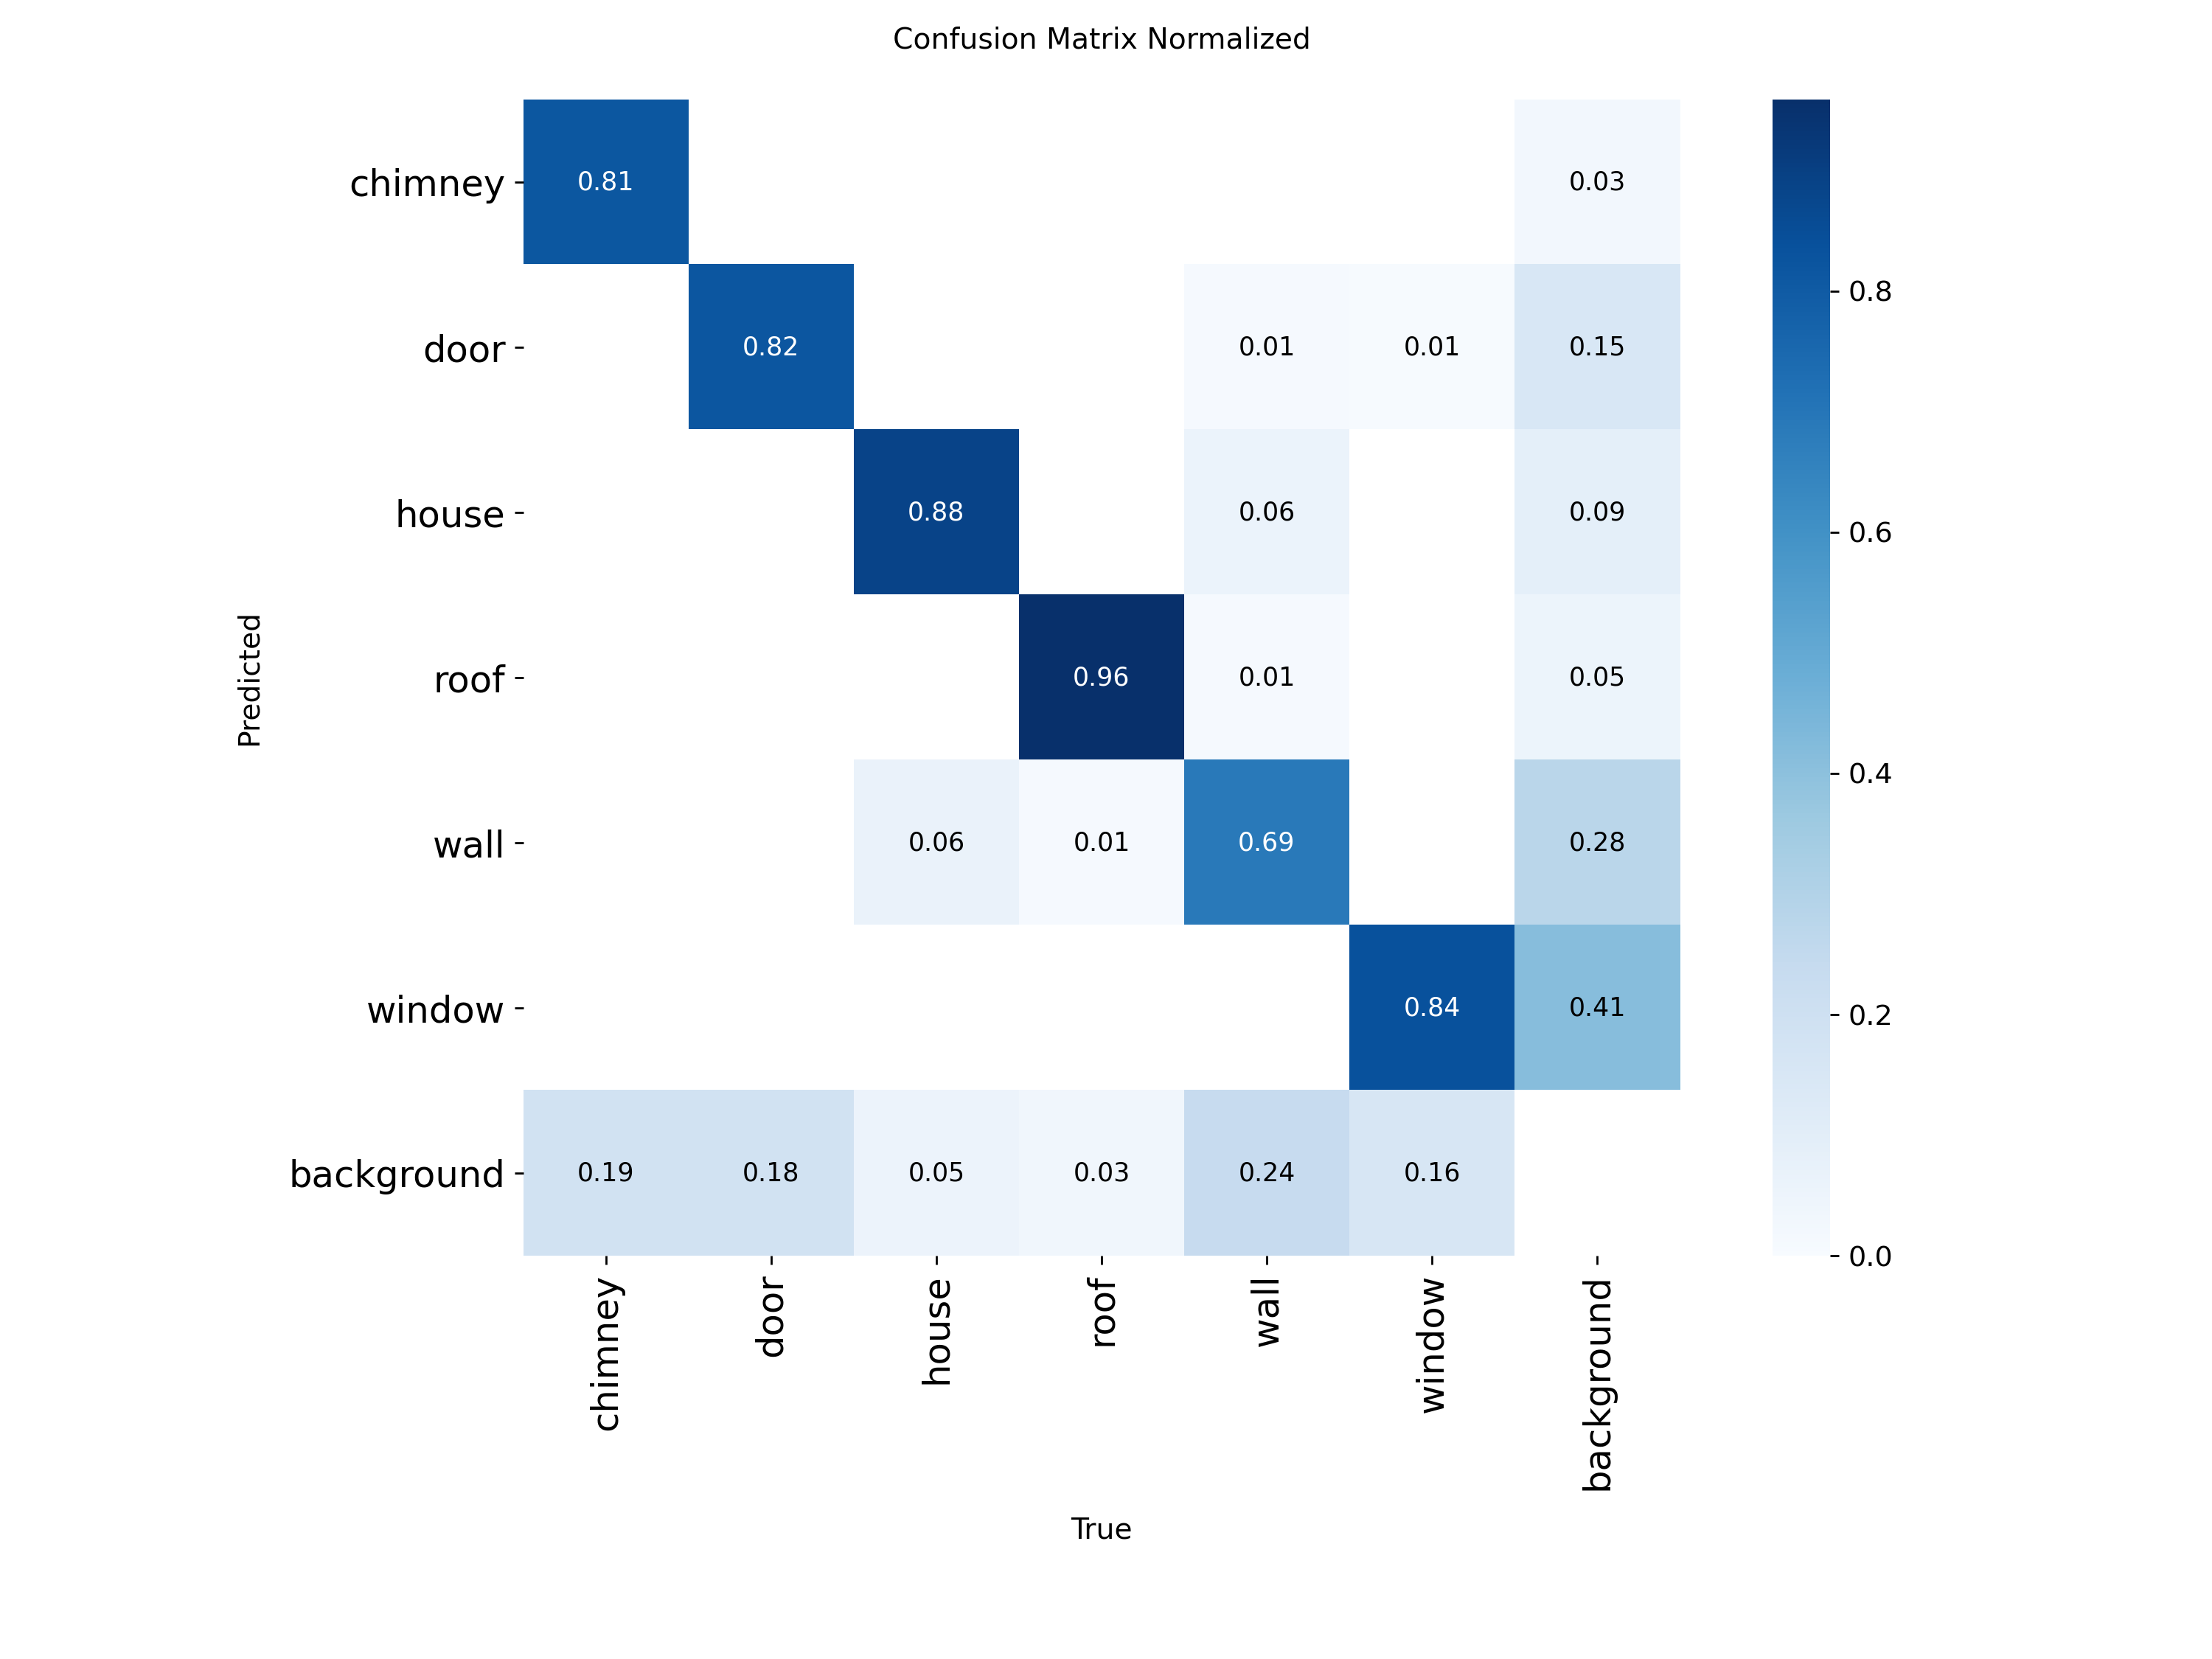 Confusion Matrix Normalized
chimney
0.81
0.03
door
0.82
0.01
0.01
0.15
house
0.88
0.06
0.09
roof
0.96
0.01
0.05
wall
0.06
0.01
0.69
0.28
window
0.84
0.41
background
0.19
0.18
0.05
0.03
0.24
0.16
Predicted
chimney
door
house
roof
wall
window
background
True
0.8
0.6
0.4
0.2
0.0